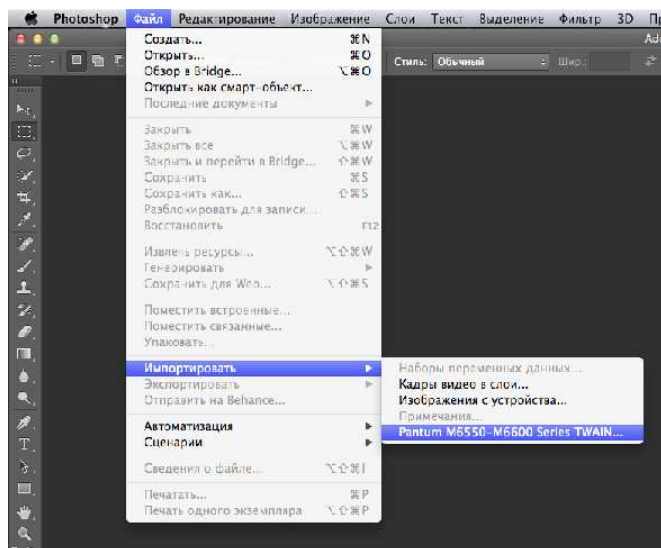 Photoshop Файл Редактирование Изображение Слои Текст Выделение Фильтр 3D
Создать... ⌘N
Открыть... ⌘O
Обзор в Bridge... ⌥⌘O
Открыть как смарт-объект...
Последние документы
Стиль: Обычный Шир.:
Закрыть ⌘W
Закрыть все ⌥⌘W
Закрыть и перейти в Bridge... ⇧⌘W
Сохранить ⌘S
Сохранить как... ⇧⌘S
Разблокировать для записи...
Восстановить F12
Извлечь ресурсы... ⌥⇧⌘W
Генерировать
Сохранить для Web... ⌥⇧⌘S
Поместить встроенные...
Поместить связанные...
Упаковать...
Импортировать
Экспортировать
Отправить на Behance...
Автоматизация
Сценарии
Сведения о файле... ⌥⇧⌘I
Печатать... ⌘P
Печать одного экземпляра ⌥⇧⌘P
Наборы переменных данных...
Кадры видео в слои...
Изображения с устройства...
Примечания...
Pantum M6550-M6600 Series TWAIN...